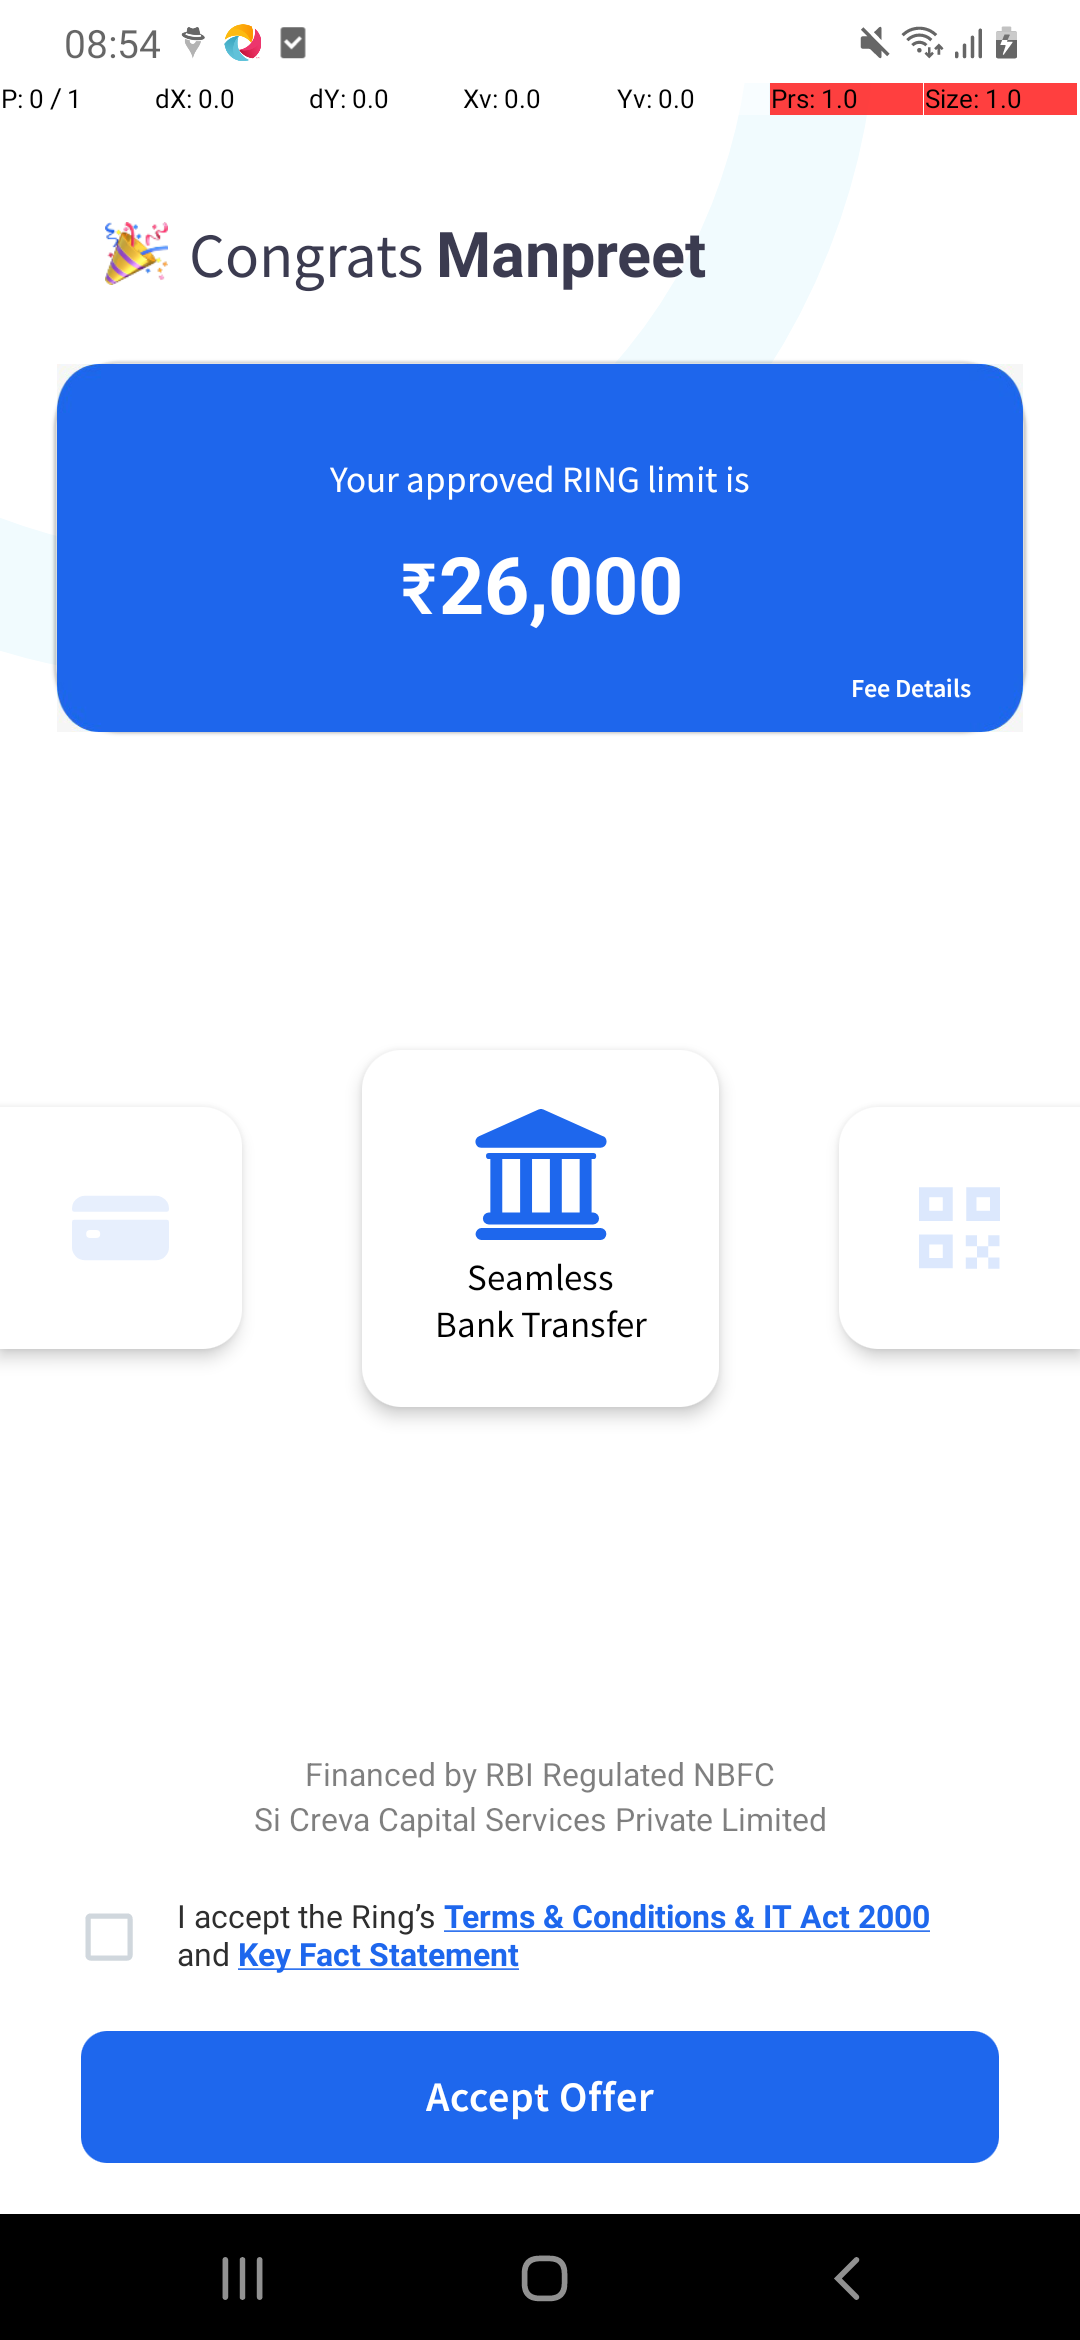 08:54
P: 0 / 1 dX: 0.0 dY: 0.0 Xv: 0.0 Yv: 0.0 Prs: 1.0 Size: 1.0
Congrats Manpreet
Your approved RING limit is
₹26,000
Fee Details
Seamless
Bank Transfer
Financed by RBI Regulated NBFC
Si Creva Capital Services Private Limited
I accept the Ring’s Terms & Conditions & IT Act 2000
and Key Fact Statement
Accept Offer